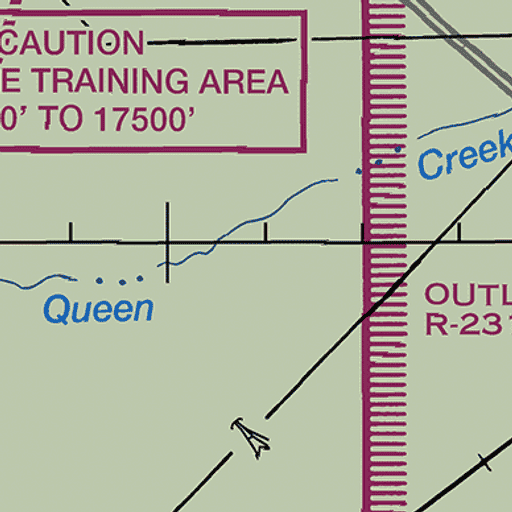 CAUTION
E TRAINING AREA
0' TO 17500'
Creek
Queen
OUTL
R-231